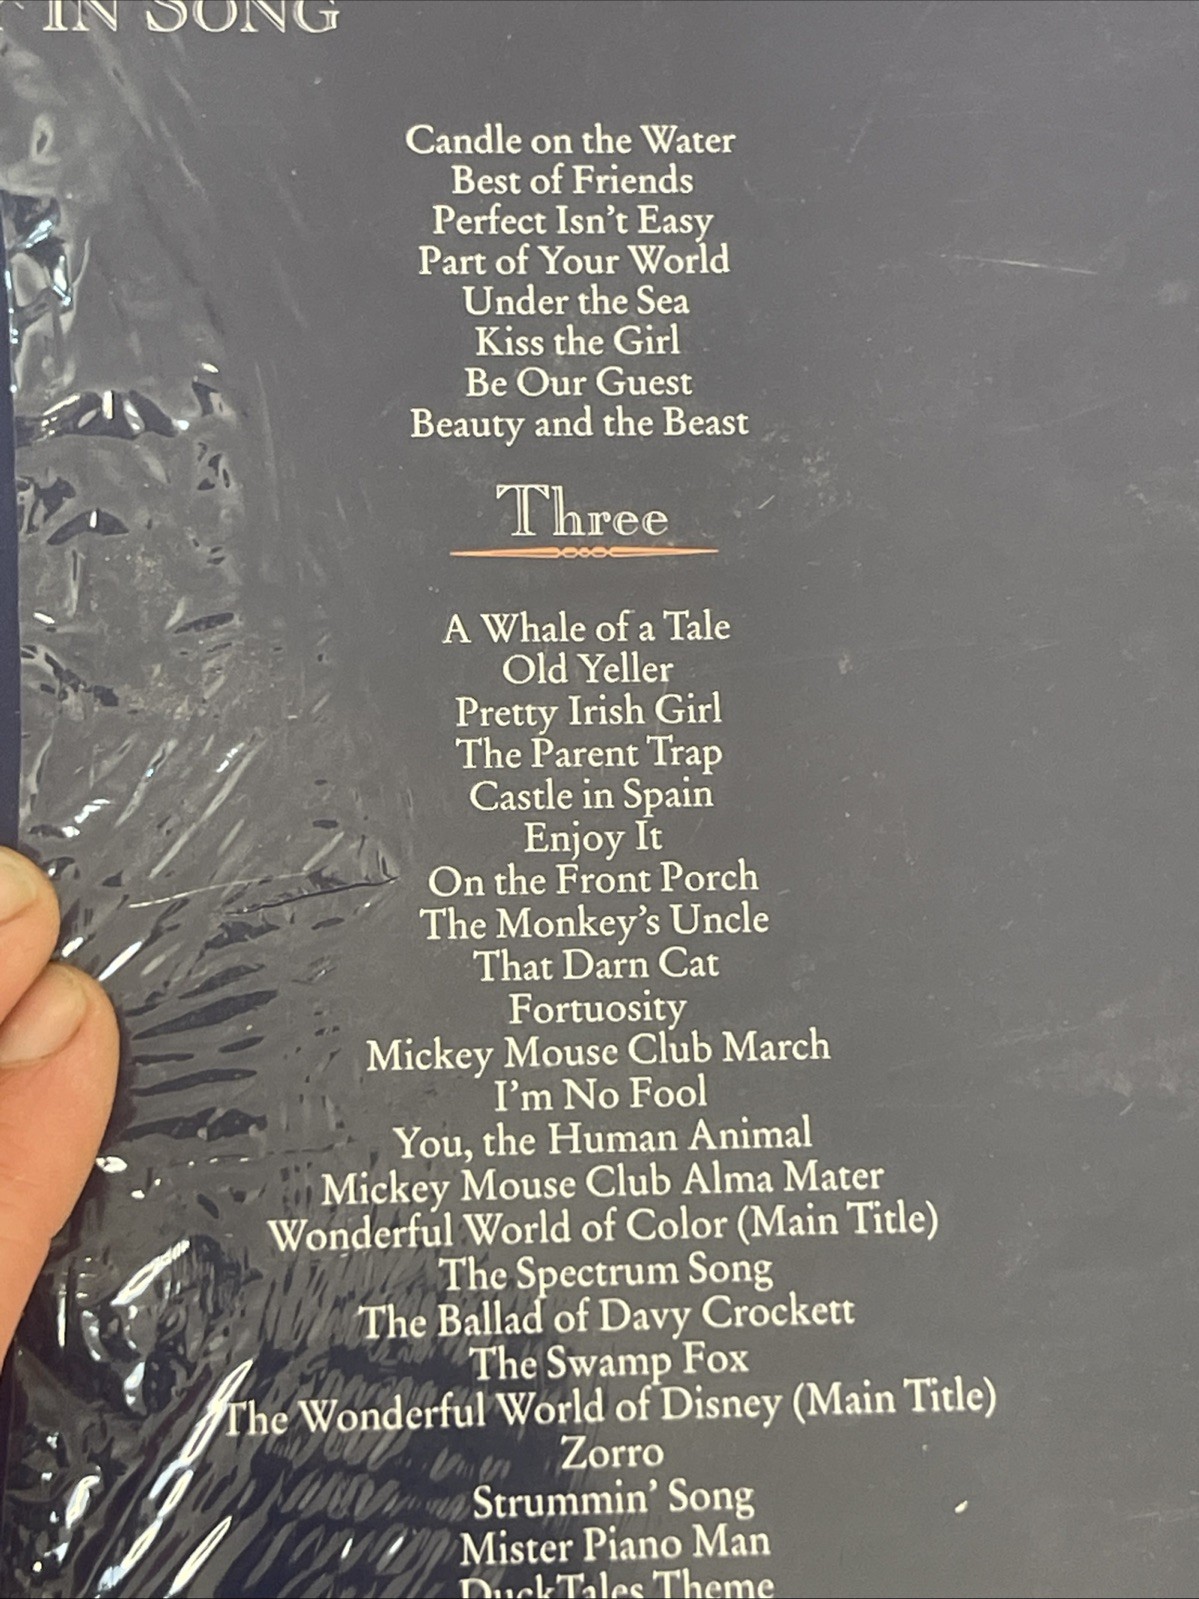 IN SONG
Candle on the Water
Best of Friends
Perfect Isn't Easy
Part of Your World
Under the Sea
Kiss the Girl
Be Our Guest
Beauty and the Beast
Three
A Whale of a Tale
Old Yeller
Pretty Irish Girl
The Parent Trap
Castle in Spain
Enjoy It
On the Front Porch
The Monkey's Uncle
That Darn Cat
Fortuosity
Mickey Mouse Club March
I'm No Fool
You, the Human Animal
Mickey Mouse Club Alma Mater
Wonderful World of Color (Main Title)
The Spectrum Song
The Ballad of Davy Crockett
The Swamp Fox
The Wonderful World of Disney (Main Title)
Zorro
Strummin' Song
Mister Piano Man
DuckTales Theme